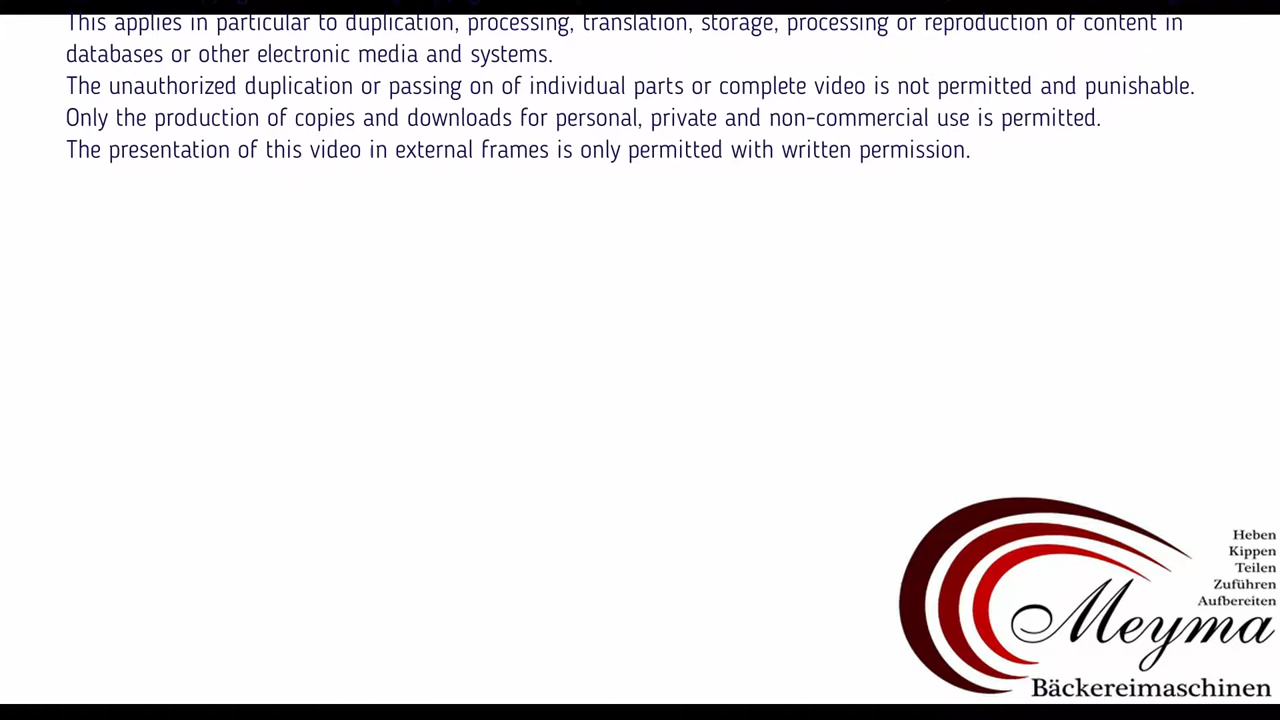 This applies in particular to duplication, processing, translation, storage, processing or reproduction of content in
databases or other electronic media and systems.
The unauthorized duplication or passing on of individual parts or complete video is not permitted and punishable.
Only the production of copies and downloads for personal, private and non-commercial use is permitted.
The presentation of this video in external frames is only permitted with written permission.
Heben
Kippen
Teilen
Zuführen
Aufbereiten
Meyma
Bäckereimaschinen